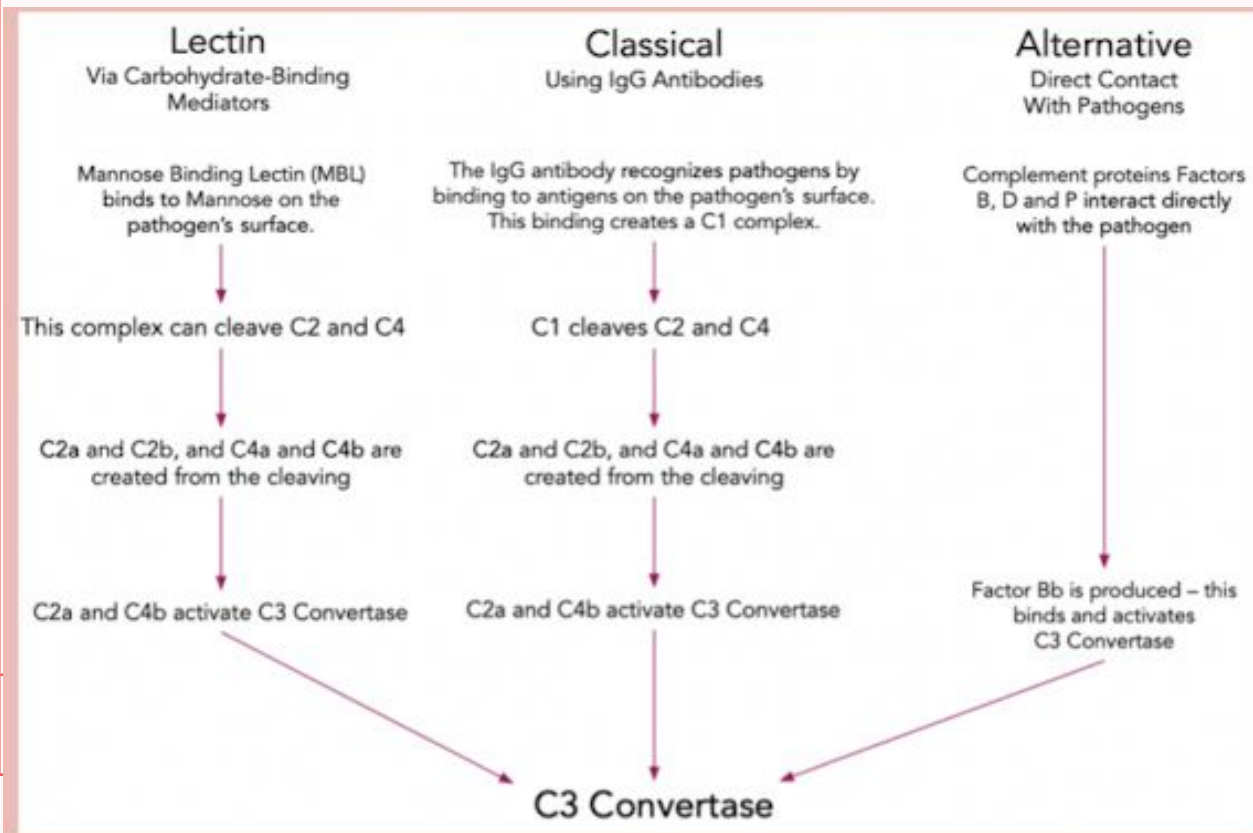 Lectin
Via Carbohydrate-Binding
Mediators
Mannose Binding Lectin (MBL)
binds to Mannose on the
pathogen's surface.
This complex can cleave C2 and C4
C2a and C2b, and C4a and C4b are
created from the cleaving
C2a and C4b activate C3 Convertase
Classical
Using IgG Antibodies
The IgG antibody recognizes pathogens by
binding to antigens on the pathogen's surface.
This binding creates a C1 complex.
C1 cleaves C2 and C4
C2a and C2b, and C4a and C4b are
created from the cleaving
C2a and C4b activate C3 Convertase
Alternative
Direct Contact
With Pathogens
Complement proteins Factors
B, D and P interact directly
with the pathogen
Factor Bb is produced – this
binds and activates
C3 Convertase
C3 Convertase